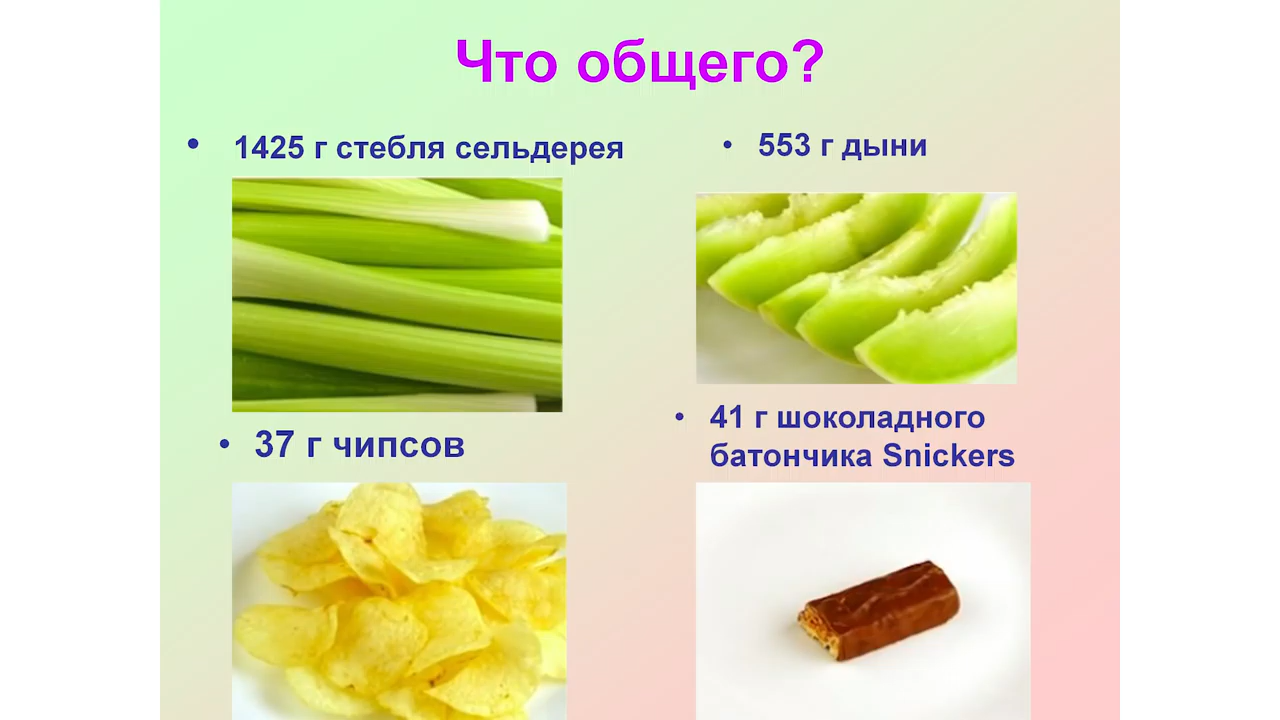 Что общего?
• 1425 г стебля сельдерея
• 553 г дыни
• 37 г чипсов
• 41 г шоколадного
батончика Snickers